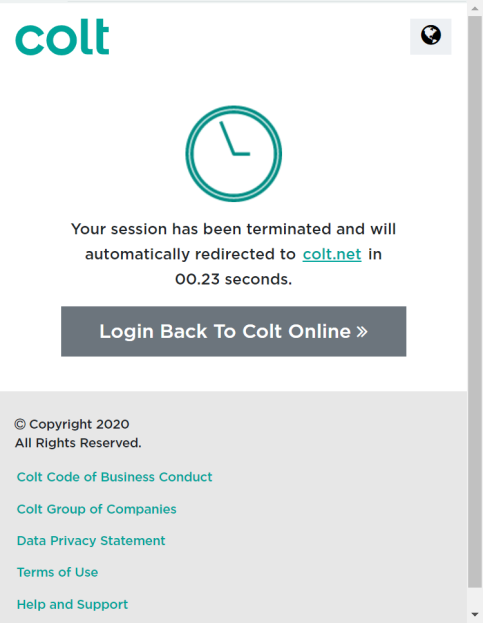 colt
Your session has been terminated and will
automatically redirected to colt.net in
00.23 seconds.
Login Back To Colt Online »
© Copyright 2020
All Rights Reserved.
Colt Code of Business Conduct
Colt Group of Companies
Data Privacy Statement
Terms of Use
Help and Support